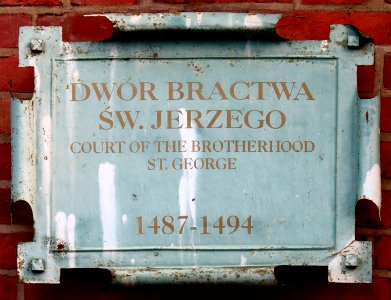 DWÓR BRACTWA
ŚW. JERZEGO
COURT OF THE BROTHERHOOD
ST. GEORGE
1487-1494